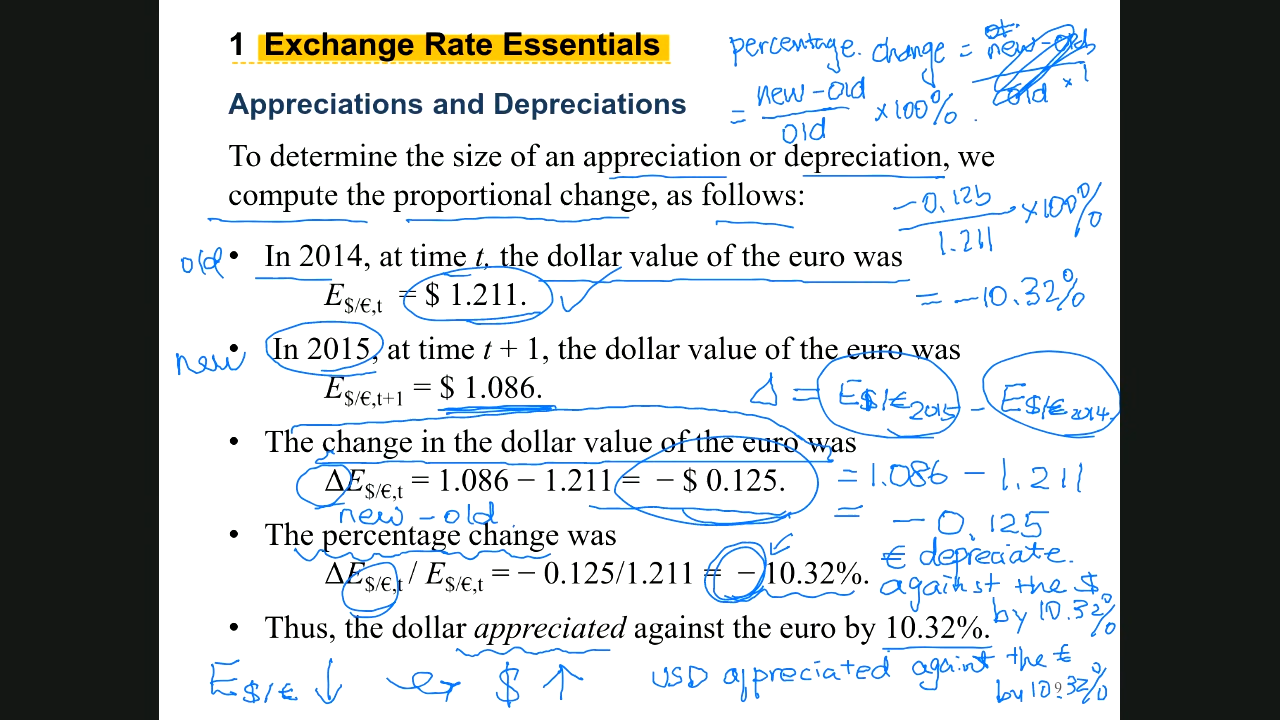 1 Exchange Rate Essentials
percentage. change =
= new - old / old × 100%.
Appreciations and Depreciations
To determine the size of an appreciation or depreciation, we
compute the proportional change, as follows:
-0.125 / 1.211 × 100%
= -10.32%
old
• In 2014, at time t, the dollar value of the euro was
E$/€,t = $ 1.211.
new
• In 2015, at time t + 1, the dollar value of the euro was
E$/€,t+1 = $ 1.086.
Δ = E$/€2015 - E$/€2014
• The change in the dollar value of the euro was
ΔE$/€,t = 1.086 − 1.211 = − $ 0.125.
= 1.086 - 1.211
new - old.
= -0.125
• The percentage change was
ΔE$/€,t / E$/€,t = − 0.125/1.211 = − 10.32%.
€ depreciate.
against the $
by 10.32%
• Thus, the dollar appreciated against the euro by 10.32%.
E$/€ ↓ $ ↑
USD appreciated against the €
by 10.32%